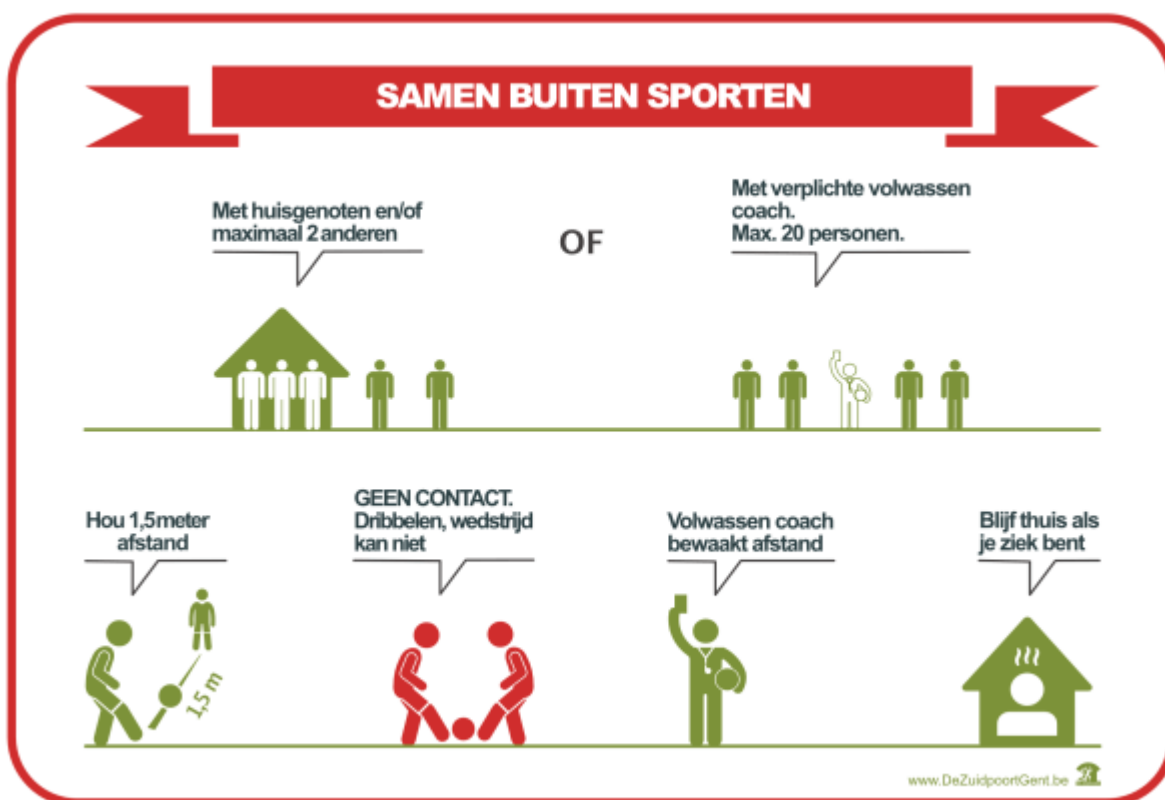 SAMEN BUITEN SPORTEN
Met huisgenoten en/of
maximaal 2 anderen
OF
Met verplichte volwassen
coach.
Max. 20 personen.
Hou 1,5 meter
afstand
1,5 m
GEEN CONTACT.
Dribbelen, wedstrijd
kan niet
Volwassen coach
bewaakt afstand
Blijf thuis als
je ziek bent
www.DeZuidpoortGent.be